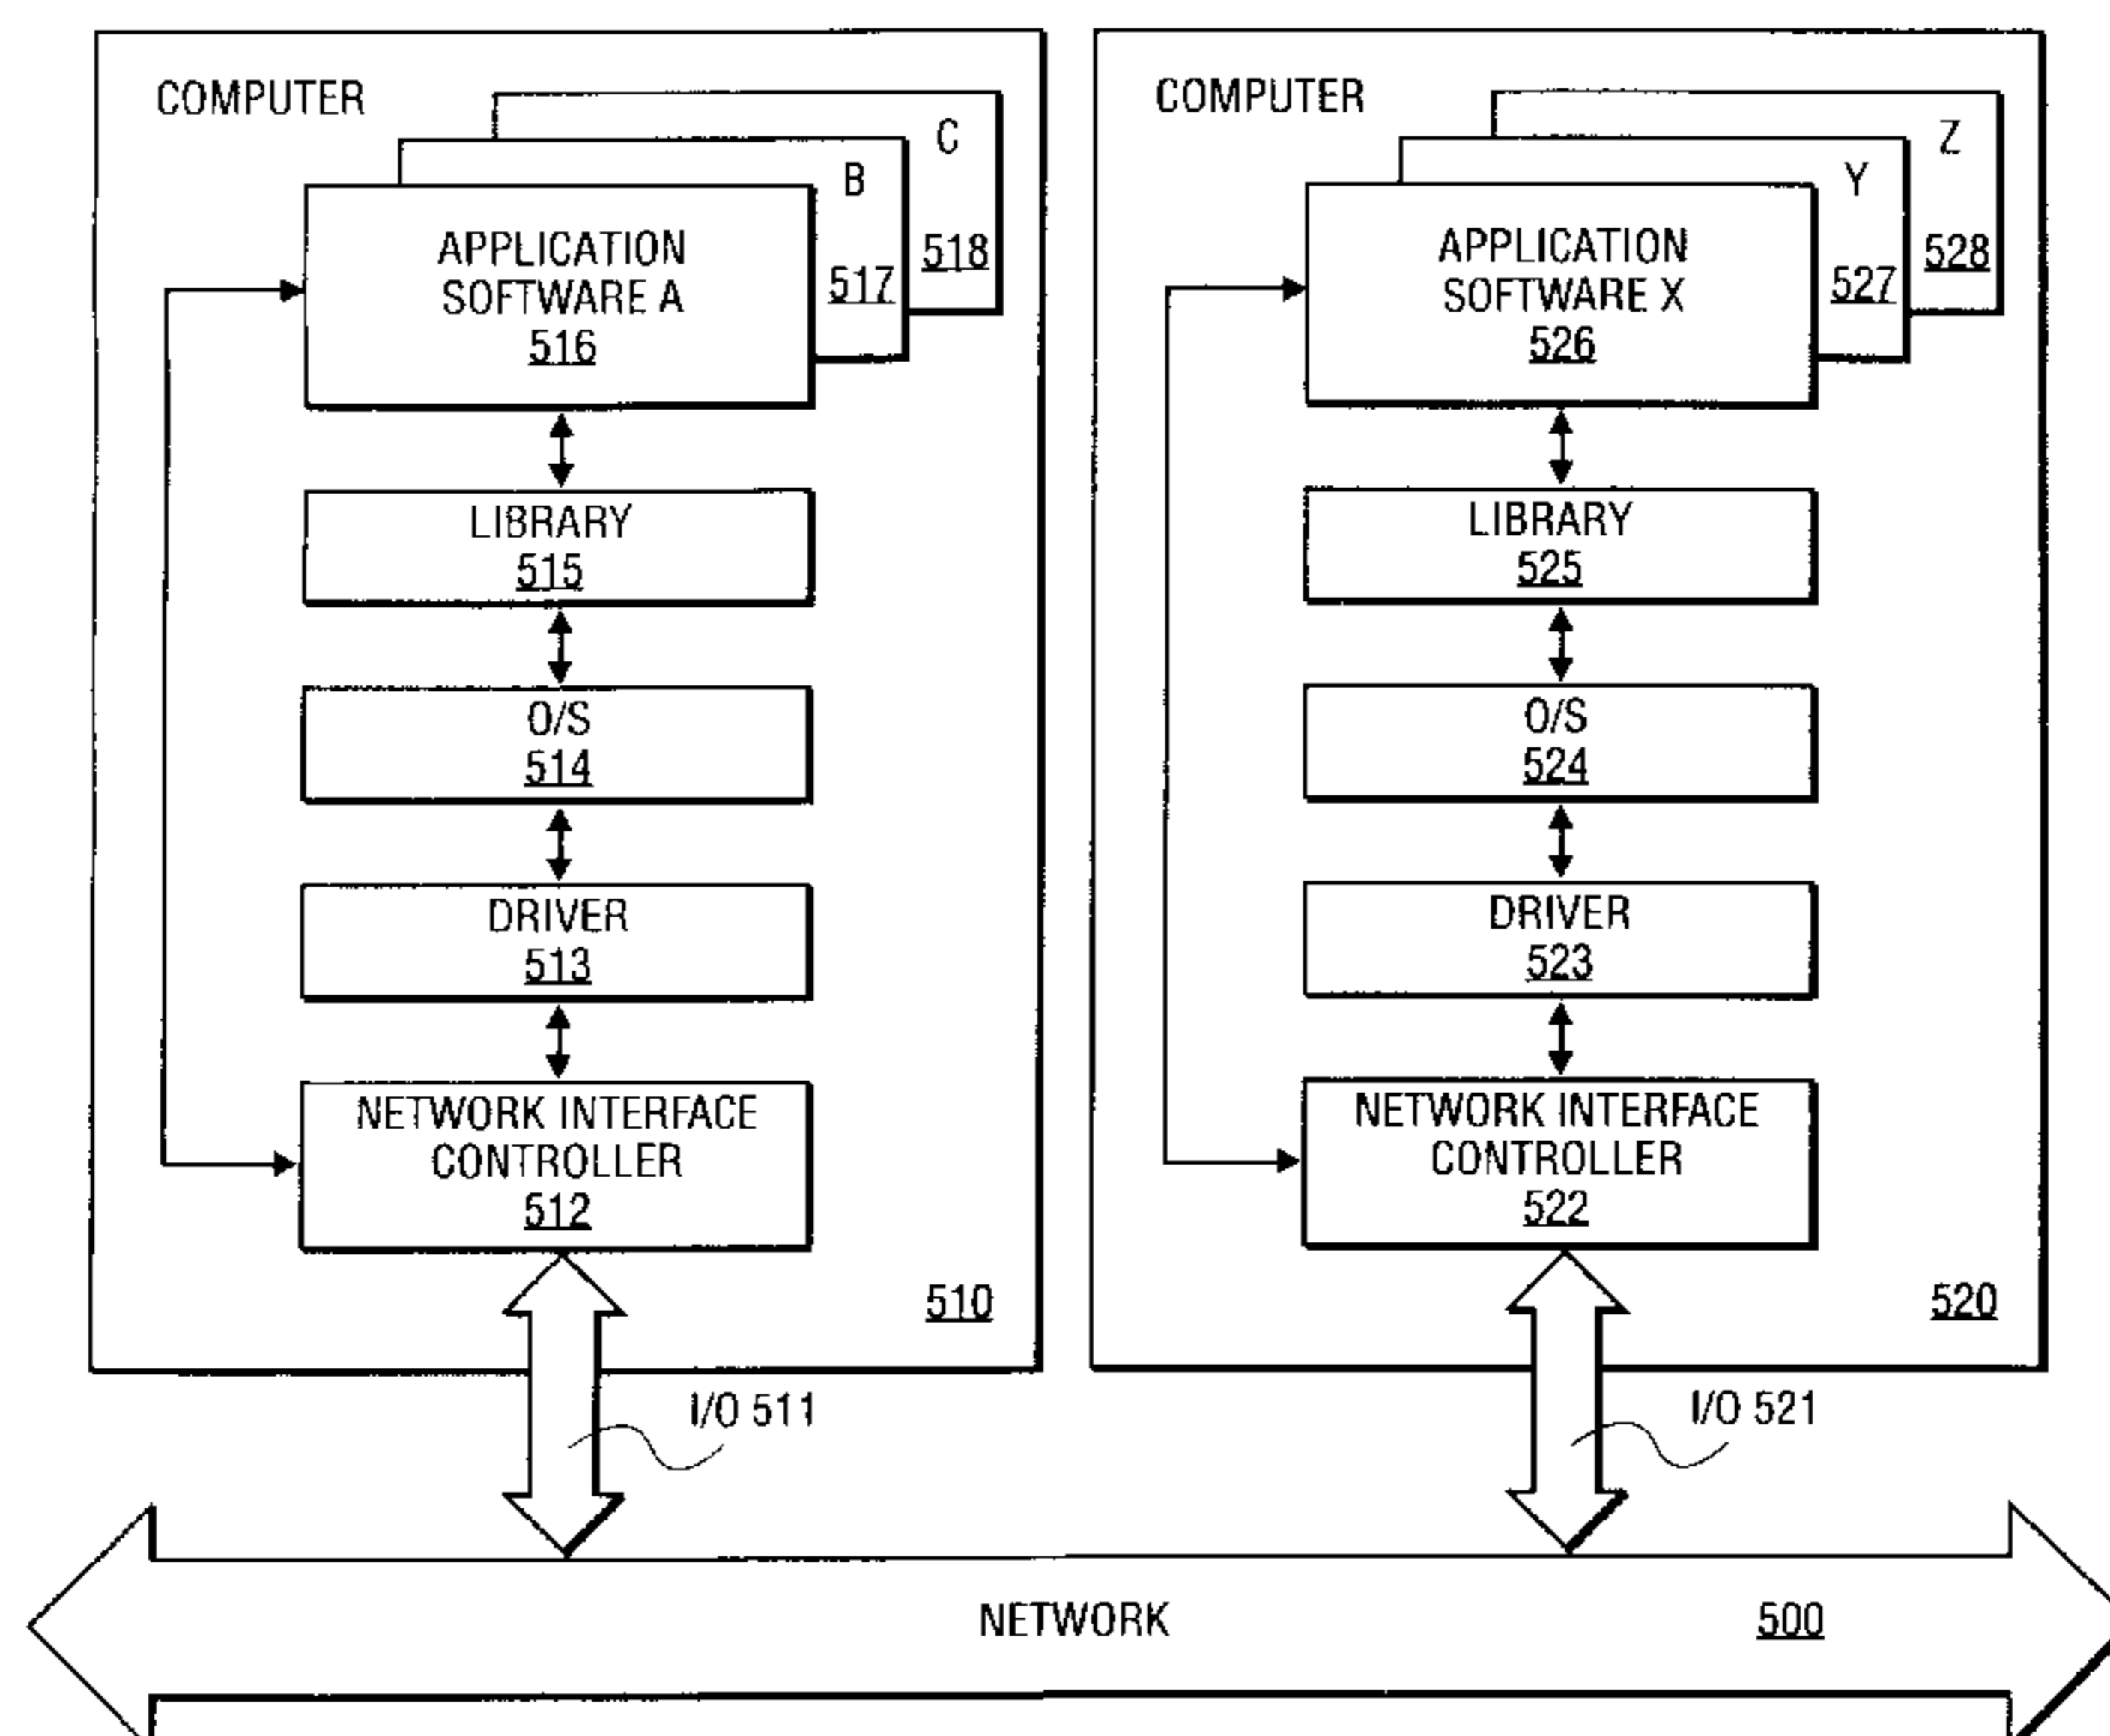 COMPUTER
C
B
518
517
APPLICATION
SOFTWARE A
516
LIBRARY
515
O/S
514
DRIVER
513
NETWORK INTERFACE
CONTROLLER
512
510
I/O 511
COMPUTER
Z
Y
528
527
APPLICATION
SOFTWARE X
526
LIBRARY
525
O/S
524
DRIVER
523
NETWORK INTERFACE
CONTROLLER
522
520
I/O 521
NETWORK
500